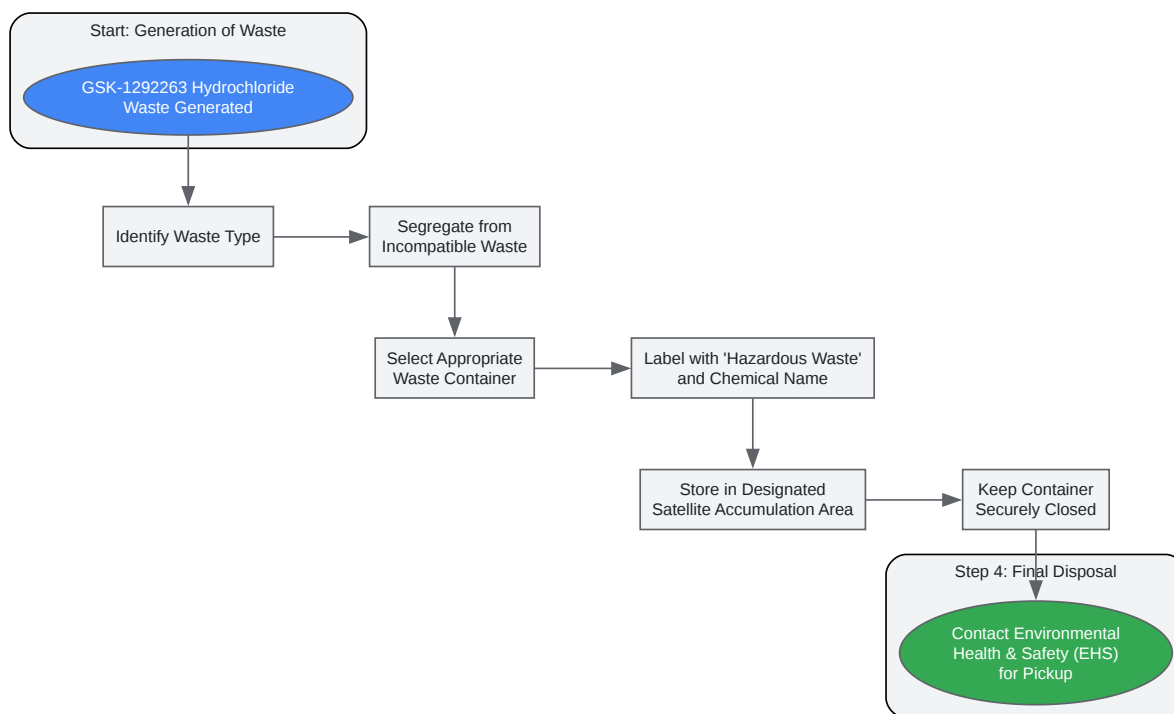 Start: Generation of Waste
GSK-1292263 Hydrochloride
Waste Generated
Identify Waste Type
Segregate from
Incompatible Waste
Select Appropriate
Waste Container
Label with 'Hazardous Waste'
and Chemical Name
Store in Designated
Satellite Accumulation Area
Keep Container
Securely Closed
Step 4: Final Disposal
Contact Environmental
Health & Safety (EHS)
for Pickup